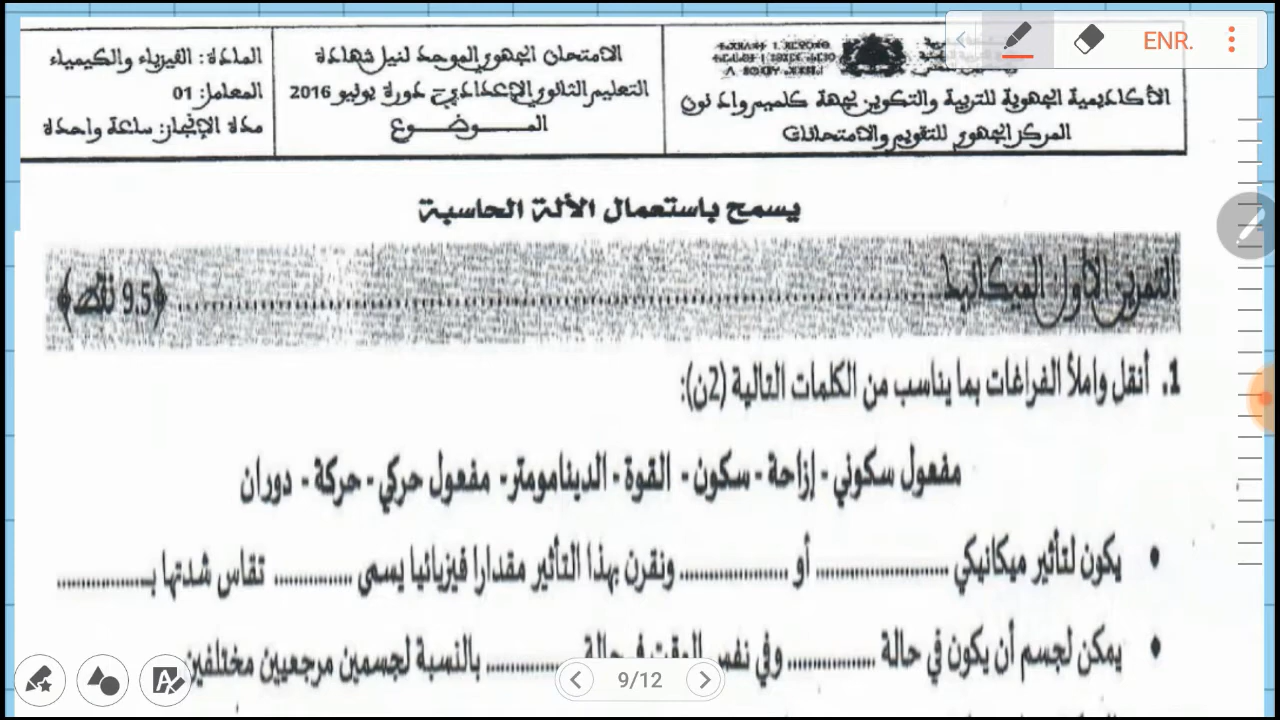 ENR.
الأكاديمية الجهوية للتربية والتكوين لجهة كلميم واد نون
المركز الجهوي للتقويم والامتحانات
الامتحان الجهوي الموحد لنيل شهادة
التعليم الثانوي الإعدادي دورة يوليو 2016
المـــوضـــوع
المادة: الفيزياء والكيمياء
المعامل: 01
مدة الإنجاز: ساعة واحدة
يسمح باستعمال الألة الحاسبة
التمرين الأول الميكانيك ........................ (9.5 نقط)
1. أنقل واملأ الفراغات بما يناسب من الكلمات التالية (2ن):
مفعول سكوني - إزاحة - سكون - القوة - الدينامومتر - مفعول حركي - حركة - دوران
• يكون لتأثير ميكانيكي ............ أو ............ ونقرن بهذا التأثير مقدارا فيزيائيا يسمى ............ تقاس شدتها بـ............
• يمكن لجسم أن يكون في حالة ............ وفي نفس الوقت في حالة ............ بالنسبة لجسمين مرجعيين مختلفين
9/12